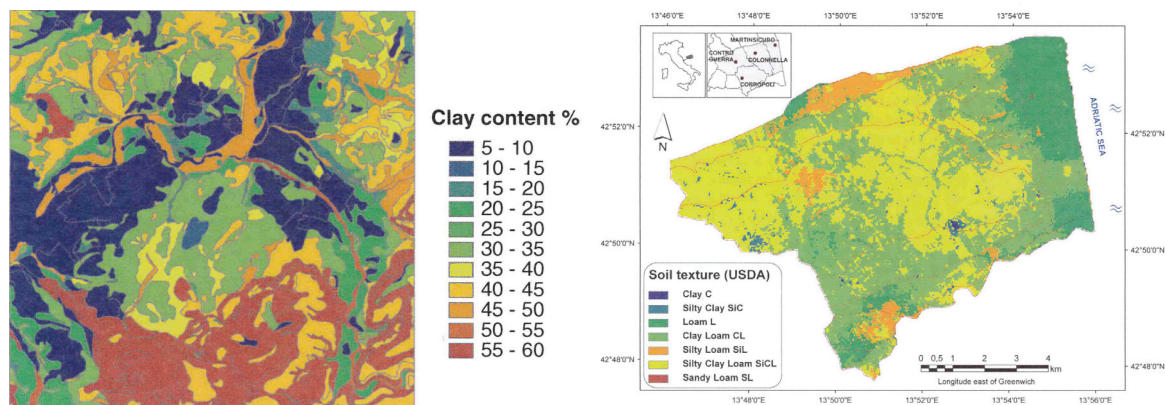 Clay content %
5 - 10
10 - 15
15 - 20
20 - 25
25 - 30
30 - 35
35 - 40
40 - 45
45 - 50
50 - 55
55 - 60
13°46'0"E
13°50'0"E
13°52'0"E
13°54'0"E
MARTINSICURO
CONTRO
GUERRA
COLONNELLA
CORROPOLI
42°52'0"N
42°52'0"N
N
ADRIATIC SEA
42°50'0"N
42°50'0"N
Soil texture (USDA)
Clay C
Silty Clay SiC
Loam L
Clay Loam CL
Silty Loam SiL
Silty Clay Loam SiCL
Sandy Loam SL
42°48'0"N
42°48'0"N
0 0,5 1 2 3 4
km
Longitude east of Greenwich
13°48'0"E
13°50'0"E
13°52'0"E
13°54'0"E
13°56'0"E